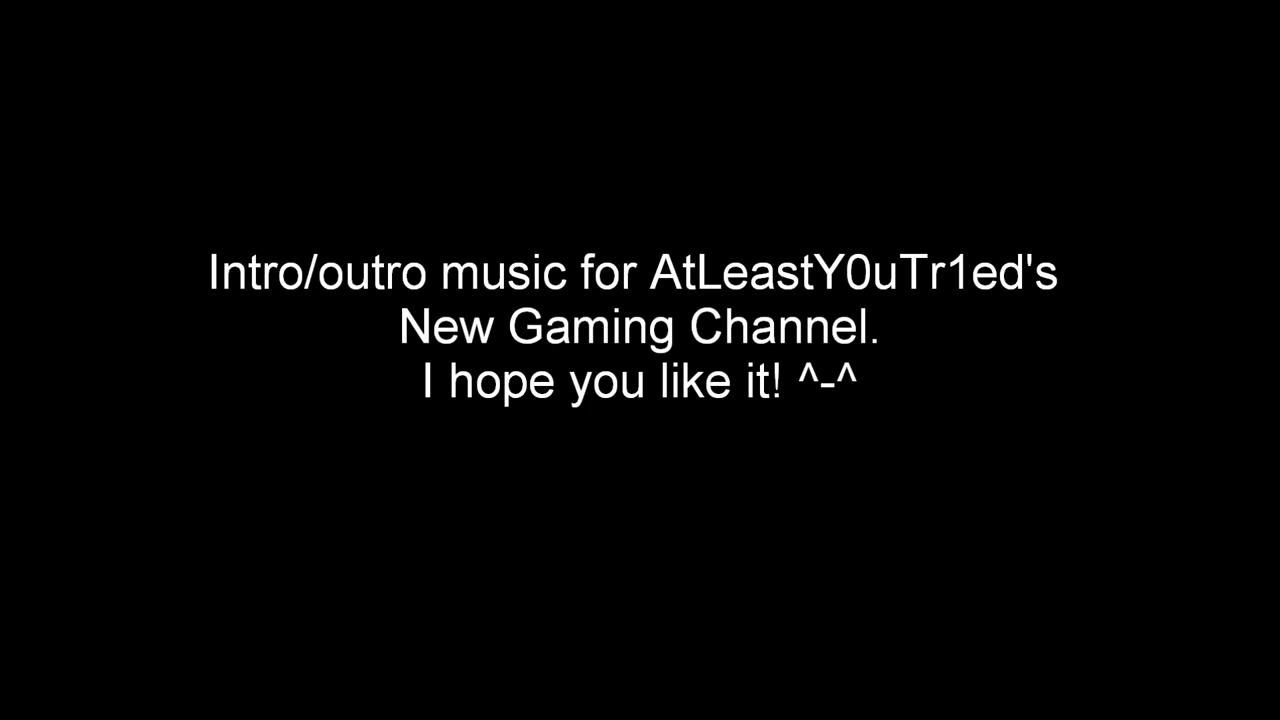 Intro/outro music for AtLeastY0uTr1ed's
New Gaming Channel.
I hope you like it! ^-^